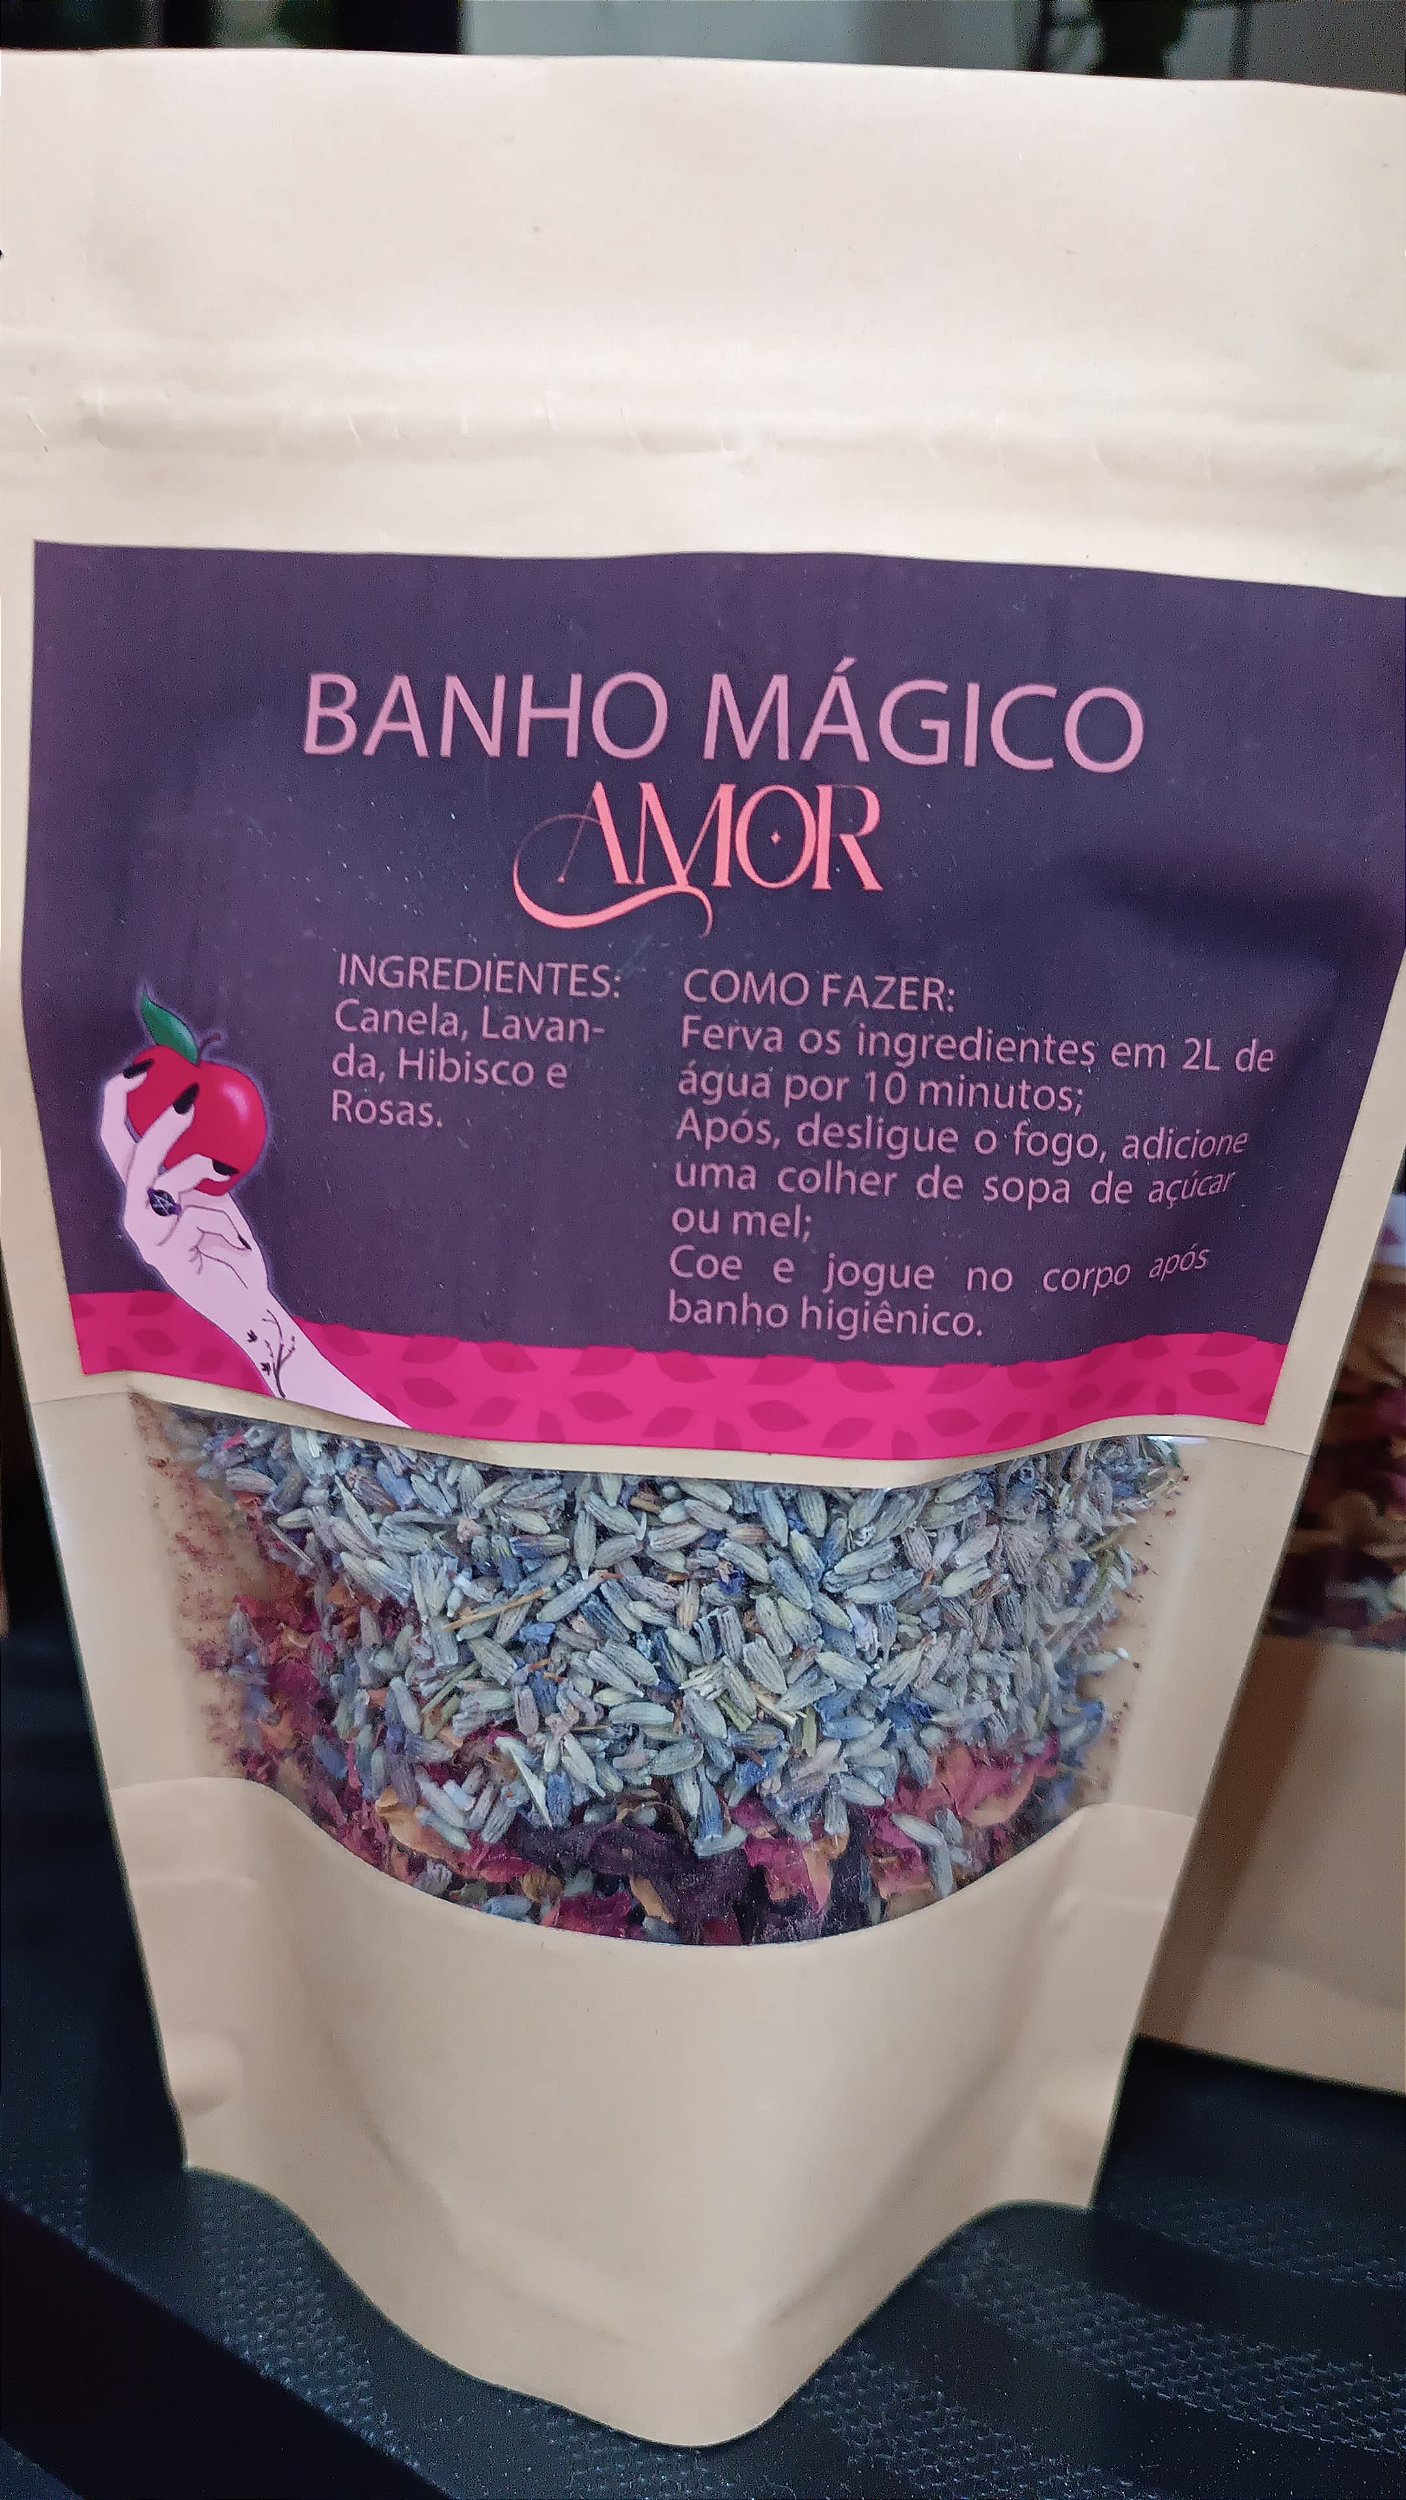 BANHO MÁGICO
AMOR
INGREDIENTES:
Canela, Lavan-
da, Hibisco e
Rosas.
COMO FAZER:
Ferva os ingredientes em 2L de
água por 10 minutos;
Após, desligue o fogo, adicione
uma colher de sopa de açúcar
ou mel;
Coe e jogue no corpo após
banho higiênico.